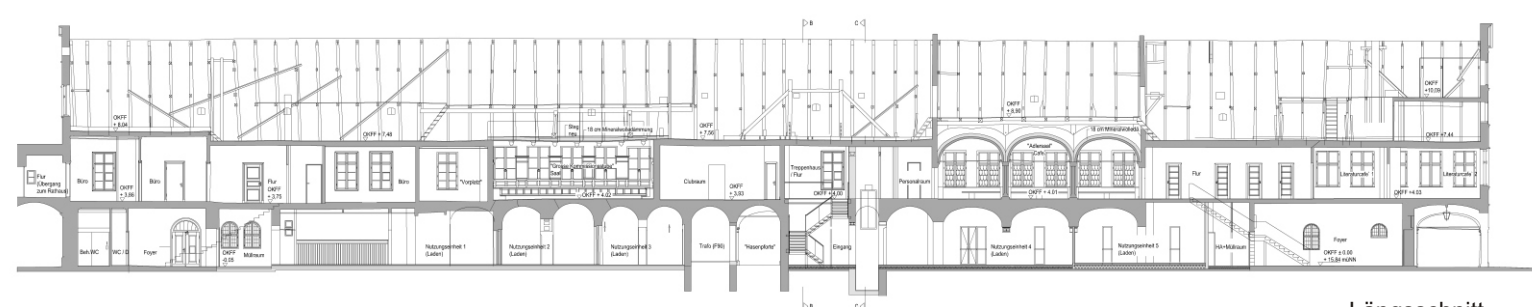 B
C
OKFF
+10,09
OKFF
+ 8,04
OKFF +7,48
Steg
18 cm Mineralwolledämmung
OKFF
+ 7,56
OKFF
18 cm Mineralwolle
OKFF +7,44
Flur
(Übergang
zum Rathaus)
Büro
OKFF
+ 3,86
Büro
Flur
OKFF
+ 3,75
Büro
"Vorplatz"
Saal
OKFF + 4,02
Clubraum
OKFF
+ 3,93
Treppenhaus
/ Flur
OKFF +4,00
Personalraum
"Adlersaal"
Café
OKFF + 4,01
Flur
Literaturcafé 1
OKFF +4,03
Literaturcafé 2
Beh.WC
WC / D
Foyer
OKFF
-0,05
Müllraum
Nutzungseinheit 1
(Laden)
Nutzungseinheit 2
(Laden)
Nutzungseinheit 3
(Laden)
Trafo (F90)
"Hasenpforte"
Eingang
Nutzungseinheit 4
(Laden)
Nutzungseinheit 5
(Laden)
HA+Müllraum
Foyer
OKFF ± 0.00
+ 15,84 müNN
B
C
Längsschnitt